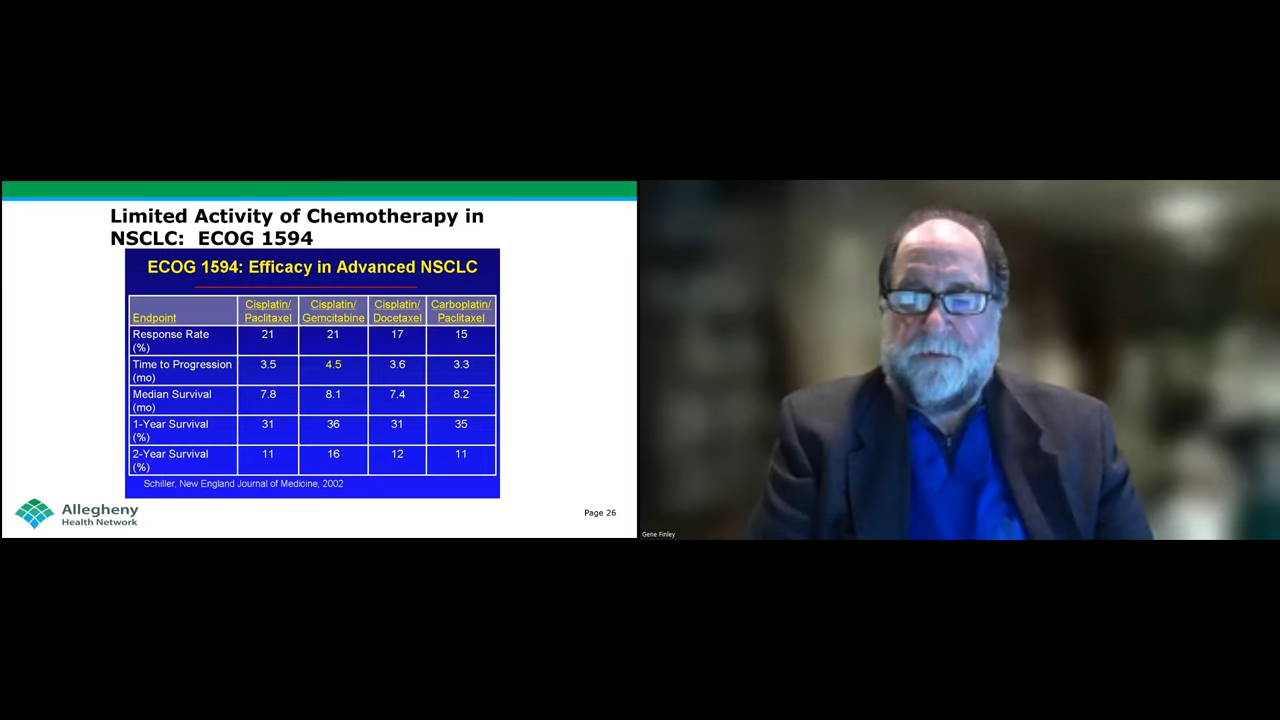 Limited Activity of Chemotherapy in
NSCLC: ECOG 1594
ECOG 1594: Efficacy in Advanced NSCLC
Endpoint Cisplatin/ Paclitaxel Cisplatin/ Gemcitabine Cisplatin/ Docetaxel Carboplatin/ Paclitaxel
Response Rate (%) 21 21 17 15
Time to Progression (mo) 3.5 4.5 3.6 3.3
Median Survival (mo) 7.8 8.1 7.4 8.2
1-Year Survival (%) 31 36 31 35
2-Year Survival (%) 11 16 12 11
Schiller, New England Journal of Medicine, 2002
Allegheny
Health Network
Page 26
Gene Finley